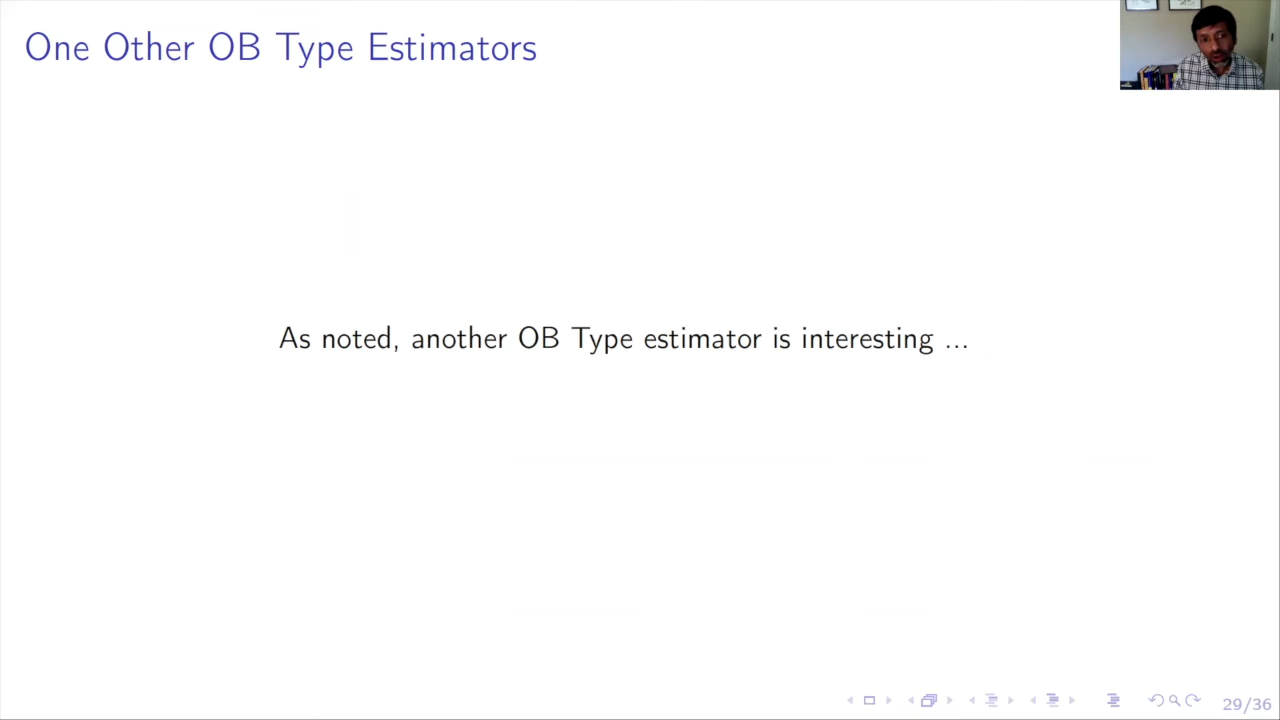 One Other OB Type Estimators
As noted, another OB Type estimator is interesting ...
29/36